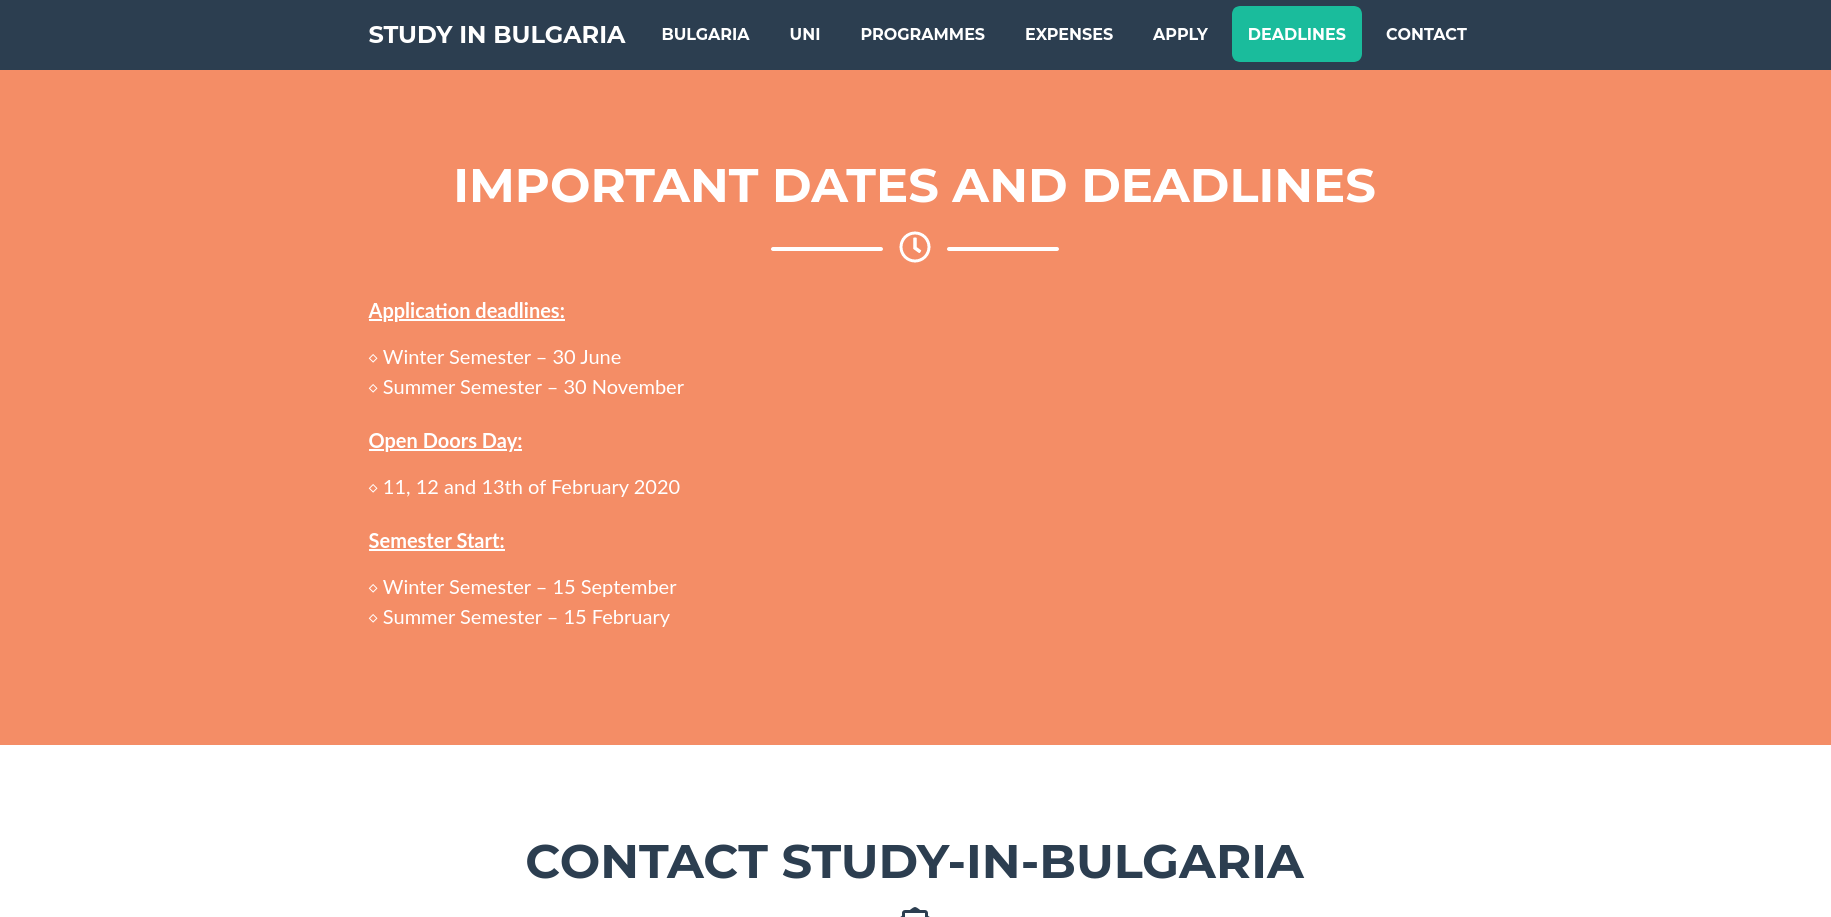 STUDY IN BULGARIA BULGARIA UNI PROGRAMMES EXPENSES APPLY DEADLINES CONTACT
IMPORTANT DATES AND DEADLINES
Application deadlines:
⋄ Winter Semester – 30 June
⋄ Summer Semester – 30 November
Open Doors Day:
⋄ 11, 12 and 13th of February 2020
Semester Start:
⋄ Winter Semester – 15 September
⋄ Summer Semester – 15 February
CONTACT STUDY-IN-BULGARIA